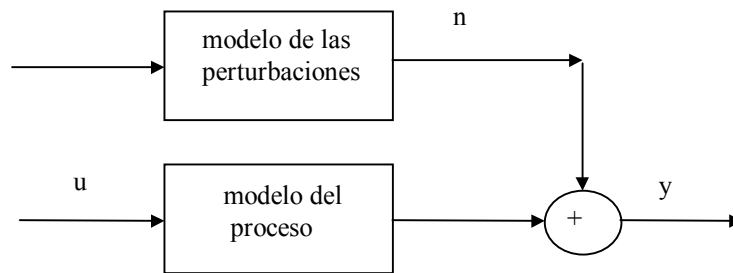 n
modelo de las
perturbaciones
u
modelo del
proceso
+
y